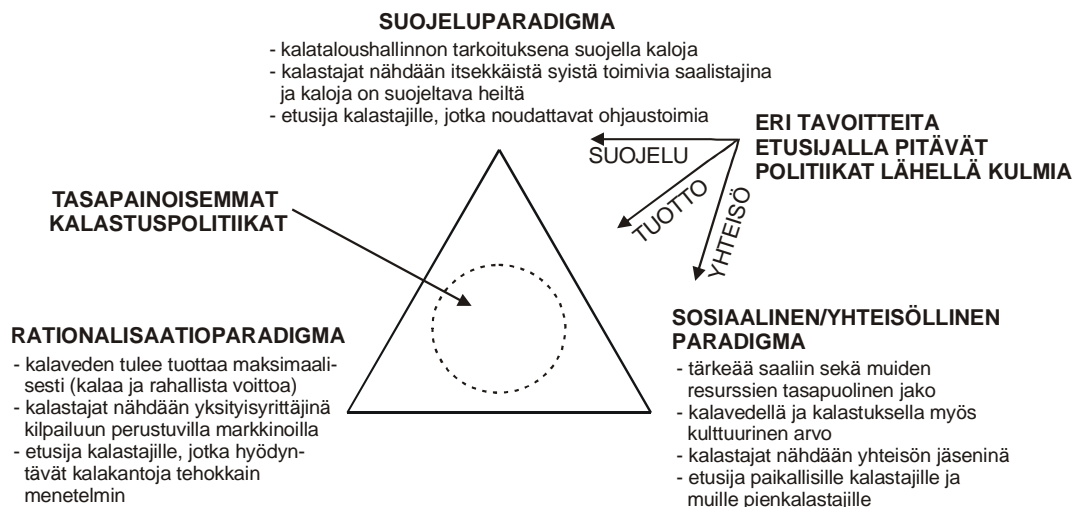 SUOJELUPARADIGMA
- kalataloushallinnon tarkoituksena suojella kaloja
- kalastajat nähdään itsekkäistä syistä toimivia saalistajina
ja kaloja on suojeltava heiltä
- etusija kalastajille, jotka noudattavat ohjaustoimia
ERI TAVOITTEITA
ETUSIJALLA PITÄVÄT
POLITIIKAT LÄHELLÄ KULMIA
SUOJELU
TUOTTO
YHTEISÖ
TASAPAINOISEMMAT
KALASTUSPOLITIIKAT
RATIONALISAATIOPARADIGMA
- kalaveden tulee tuottaa maksimaali-
sesti (kalaa ja rahallista voittoa)
- kalastajat nähdään yksityisyrittäjinä
kilpailuun perustuvilla markkinoilla
- etusija kalastajille, jotka hyödyn-
tävät kalakantoja tehokkain
menetelmin
SOSIAALINEN/YHTEISÖLLINEN
PARADIGMA
- tärkeää saaliin sekä muiden
resurssien tasapuolinen jako
- kalavedellä ja kalastuksella myös
kulttuurinen arvo
- kalastajat nähdään yhteisön jäseninä
- etusija paikallisille kalastajille ja
muille pienkalastajille